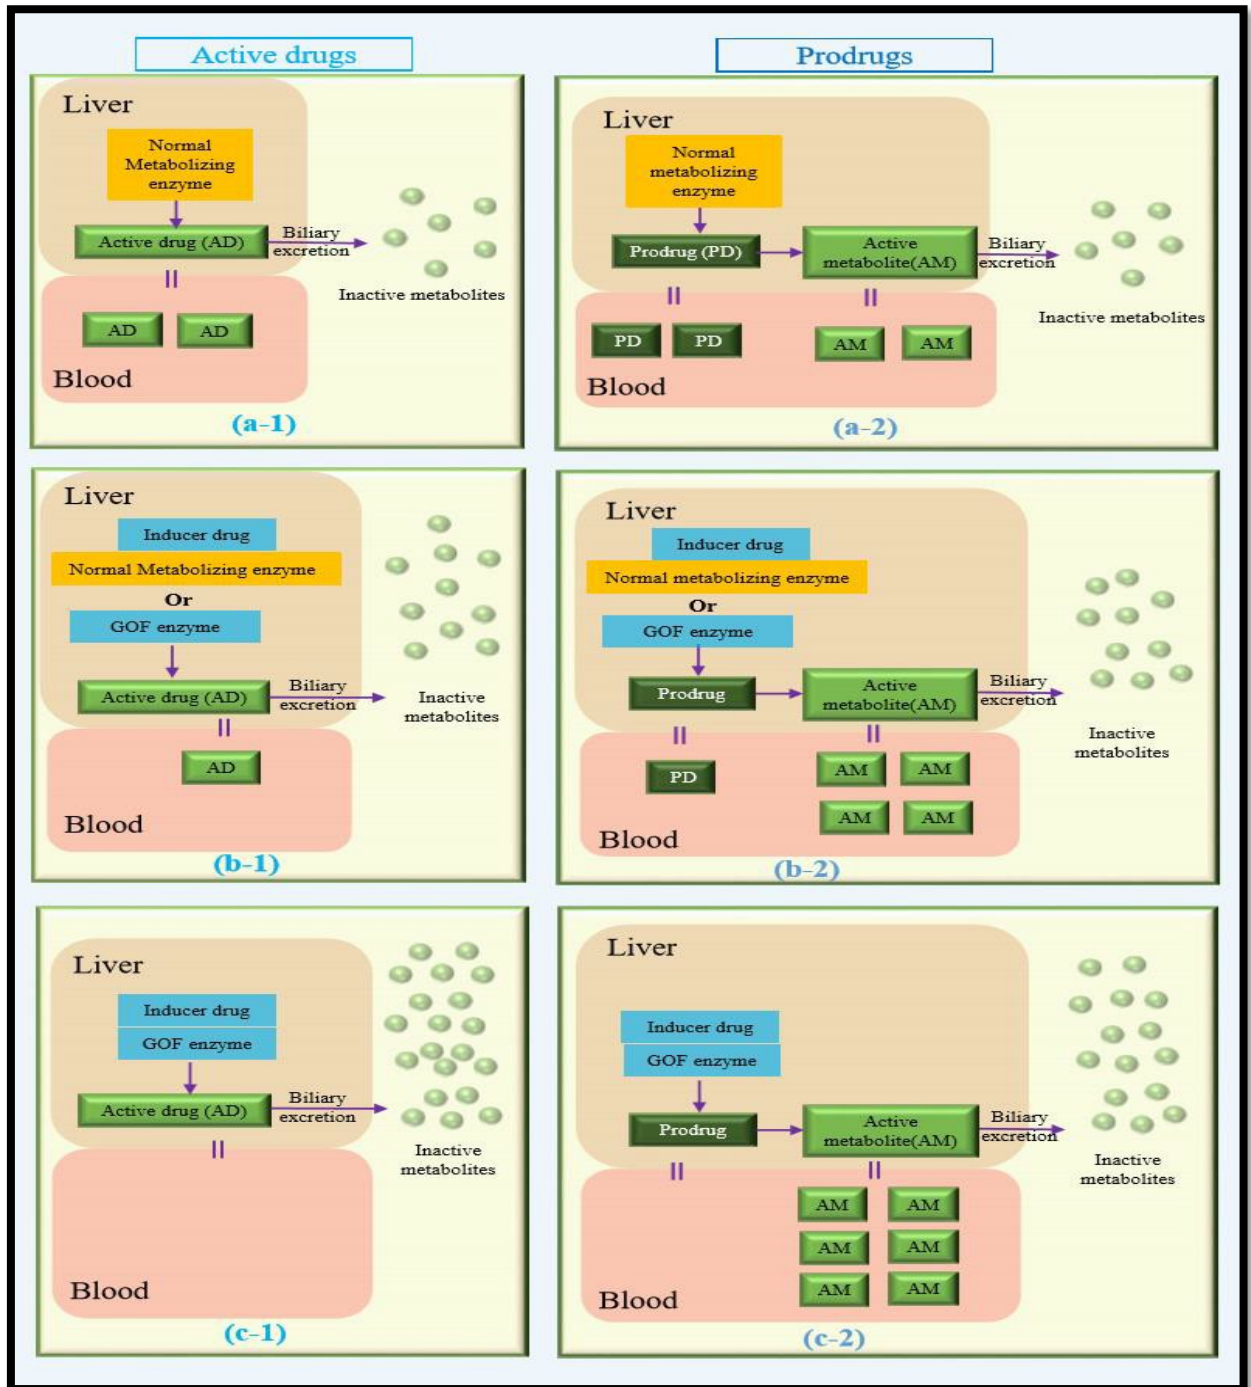 Active drugs
Prodrugs
Liver
Normal
Metabolizing
enzyme
Active drug (AD)
Biliary
excretion
Inactive metabolites
AD
AD
Blood
(a-1)
Liver
Normal
metabolizing
enzyme
Prodrug (PD)
Active
metabolite(AM)
Biliary
excretion
Inactive metabolites
PD
PD
AM
AM
Blood
(a-2)
Liver
Inducer drug
Normal Metabolizing enzyme
Or
GOF enzyme
Active drug (AD)
Biliary
excretion
Inactive
metabolites
AD
Blood
(b-1)
Liver
Inducer drug
Normal metabolizing enzyme
Or
GOF enzyme
Prodrug
Active
metabolite(AM)
Biliary
excretion
Inactive
metabolites
PD
AM
AM
AM
AM
Blood
(b-2)
Liver
Inducer drug
GOF enzyme
Active drug (AD)
Biliary
excretion
Inactive
metabolites
Blood
(c-1)
Liver
Inducer drug
GOF enzyme
Prodrug
Active
metabolite(AM)
Biliary
excretion
Inactive
metabolites
AM
AM
AM
AM
AM
AM
Blood
(c-2)